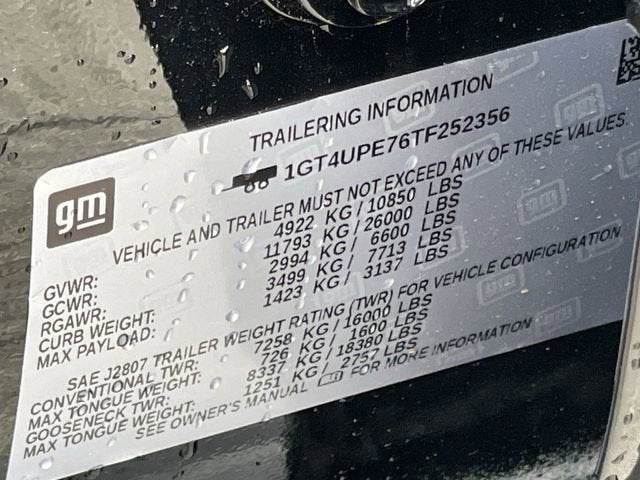 TRAILERING INFORMATION
1GT4UPE76TF252356
gm
VEHICLE AND TRAILER MUST NOT EXCEED ANY OF THESE VALUES.
GVWR: 4922 KG/10850 LBS
GCWR: 11793 KG/26000 LBS
RGAWR: 2994 KG/ 6600 LBS
CURB WEIGHT: 3499 KG/ 7713 LBS
MAX PAYLOAD: 1423 KG/ 3137 LBS
SAE J2807 TRAILER WEIGHT RATING (TWR) FOR VEHICLE CONFIGURATION
CONVENTIONAL TWR: 7258 KG/16000 LBS
MAX TONGUE WEIGHT: 726 KG/ 1600 LBS
GOOSENECK TWR: 8337 KG/18380 LBS
MAX TONGUE WEIGHT: 1251 KG/ 2757 LBS
SEE OWNER'S MANUAL FOR MORE INFORMATION